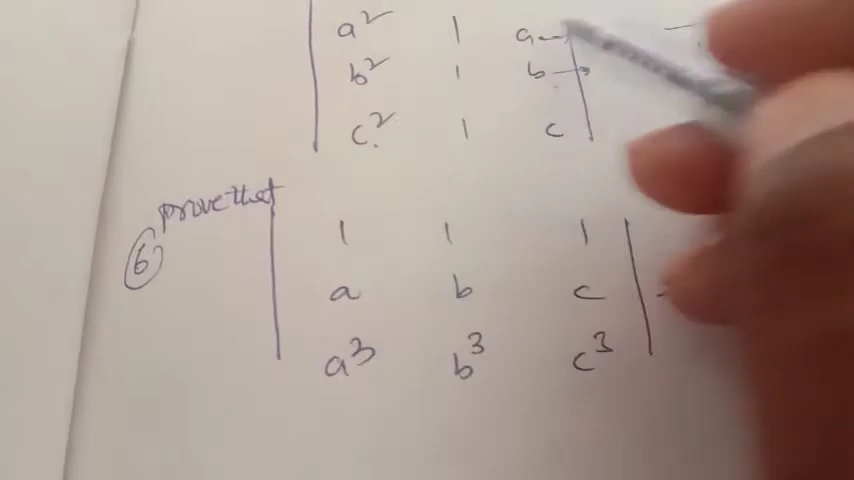 | a² 1 a |
| b² 1 b |
| c² 1 c |
6 prove that
| 1 1 1 |
| a b c |
| a³ b³ c³ |